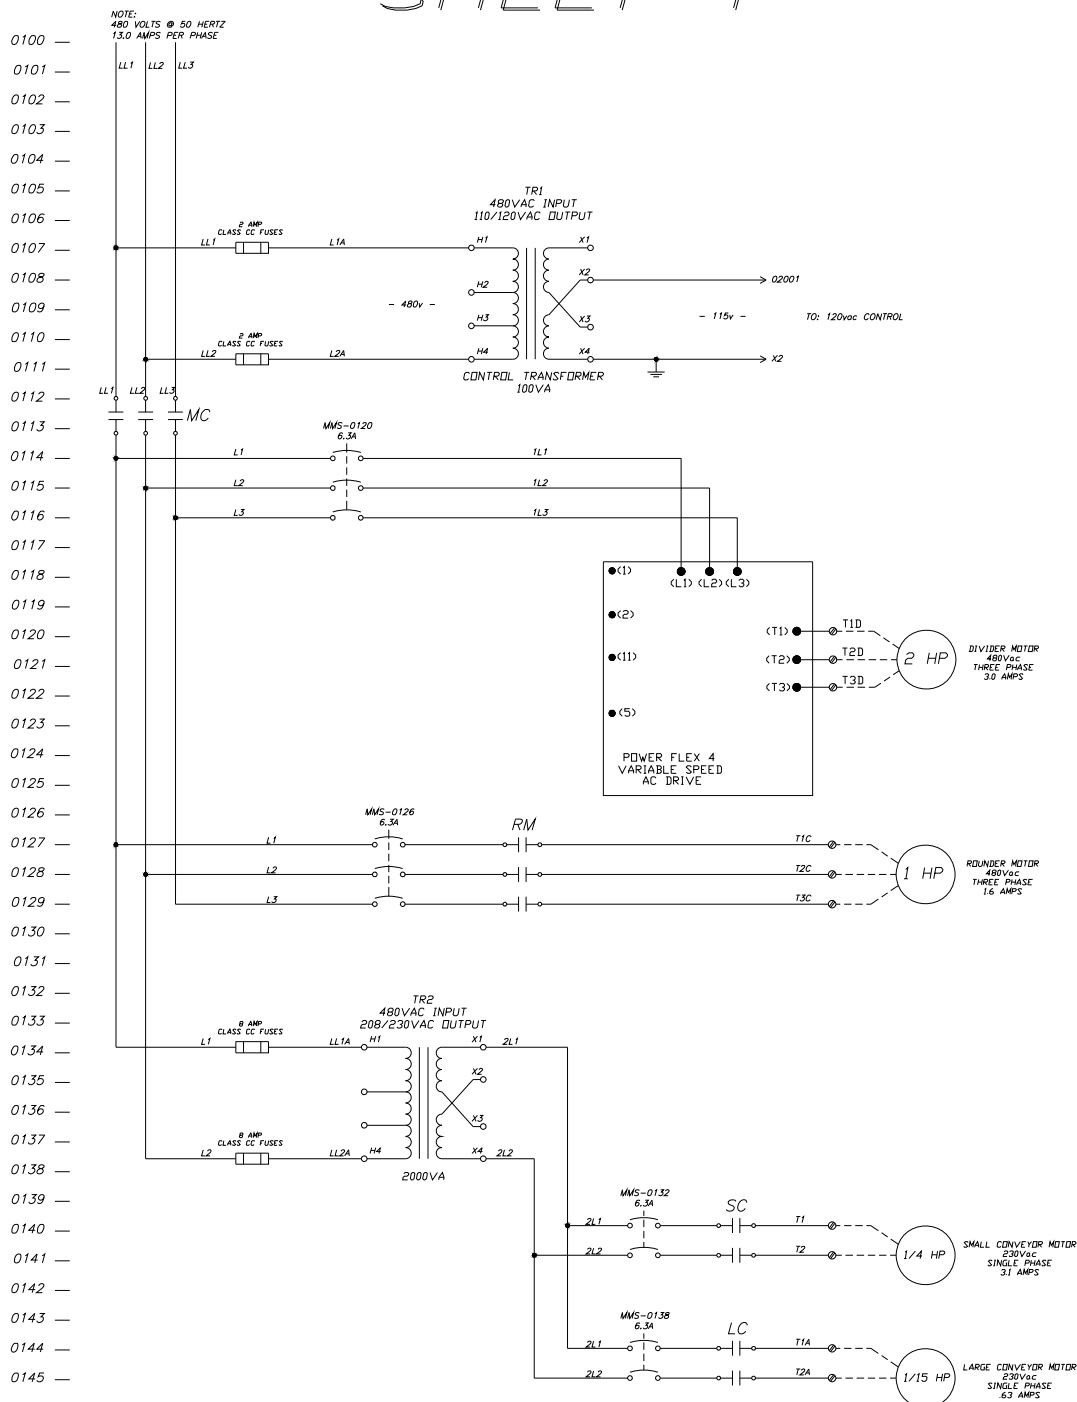 NOTE:
480 VOLTS @ 50 HERTZ
13.0 AMPS PER PHASE
0100
0101
LL1 LL2 LL3
0102
0103
0104
0105
TR1
480VAC INPUT
110/120VAC OUTPUT
0106
2 AMP
CLASS CC FUSES
0107
LL1 L1A H1 X1
0108
H2 X2 02001
0109
- 480v -
- 115v -
TO: 120vac CONTROL
H3 X3
0110
2 AMP
CLASS CC FUSES
LL2 L2A H4 X4 X2
0111
CONTROL TRANSFORMER
100VA
0112
LL1 LL2 LL3
MC
0113
MMS-0120
6.3A
0114
L1 1L1
0115
L2 1L2
0116
L3 1L3
0117
0118
(1) (L1) (L2) (L3)
0119
(2)
0120
(T1) T1D
0121
(11) (T2) T2D
2 HP
DIVIDER MOTOR
480Vac
THREE PHASE
3.0 AMPS
0122
(T3) T3D
0123
(5)
0124
POWER FLEX 4
VARIABLE SPEED
AC DRIVE
0125
0126
MMS-0126
6.3A
RM
0127
L1 T1C
0128
L2 T2C
1 HP
ROUNDER MOTOR
480Vac
THREE PHASE
1.6 AMPS
0129
L3 T3C
0130
0131
0132
TR2
480VAC INPUT
208/230VAC OUTPUT
0133
8 AMP
CLASS CC FUSES
0134
L1 LL1A H1 X1 2L1
0135
X2
0136
X3
0137
8 AMP
CLASS CC FUSES
L2 LL2A H4 X4 2L2
0138
2000VA
0139
MMS-0132
6.3A
SC
0140
2L1 T1
0141
2L2 T2
1/4 HP
SMALL CONVEYOR MOTOR
230Vac
SINGLE PHASE
3.1 AMPS
0142
0143
MMS-0138
6.3A
LC
0144
2L1 T1A
0145
2L2 T2A
1/15 HP
LARGE CONVEYOR MOTOR
230Vac
SINGLE PHASE
.63 AMPS